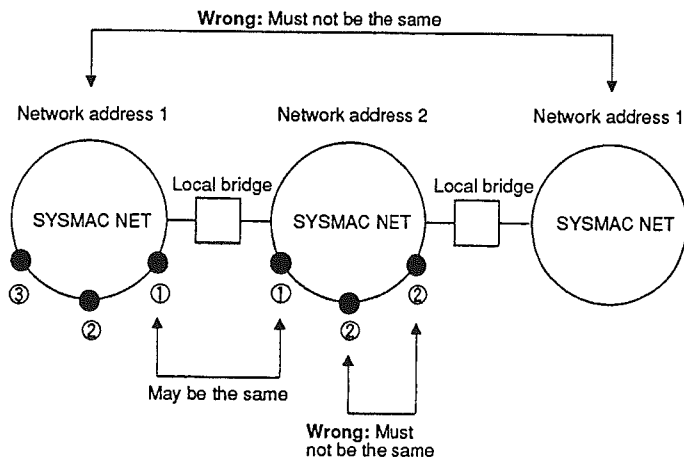 Wrong: Must not be the same
Network address 1
Network address 2
Network address 1
Local bridge
Local bridge
SYSMAC NET
SYSMAC NET
SYSMAC NET
③
②
①
①
②
②
May be the same
Wrong: Must
not be the same